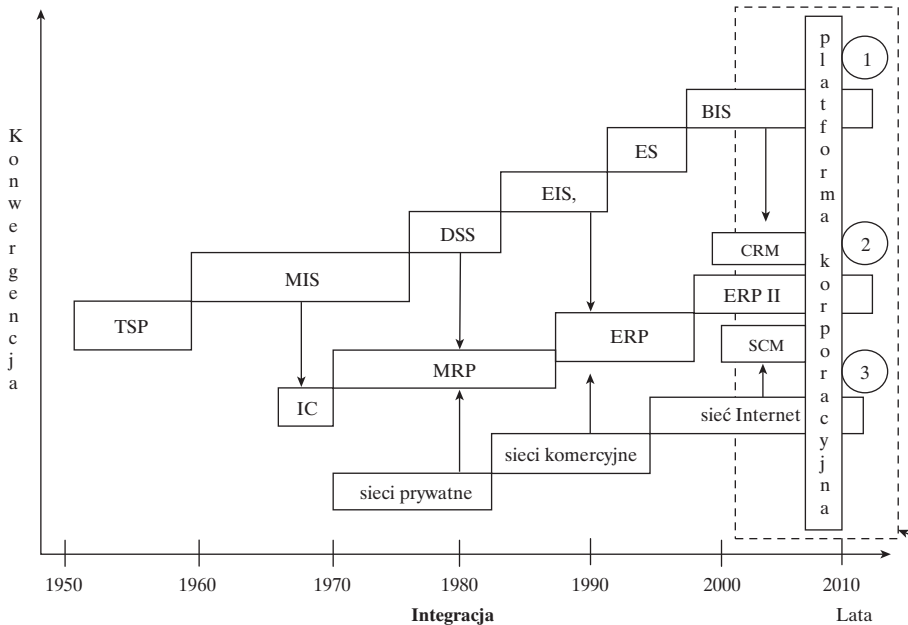 Konwergencja
platforma korporacyjna
1
BIS
ES
EIS,
DSS
2
CRM
MIS
ERP II
TSP
ERP
SCM
MRP
3
IC
sieć Internet
sieci komercyjne
sieci prywatne
1950 1960 1970 1980 1990 2000 2010
Integracja Lata